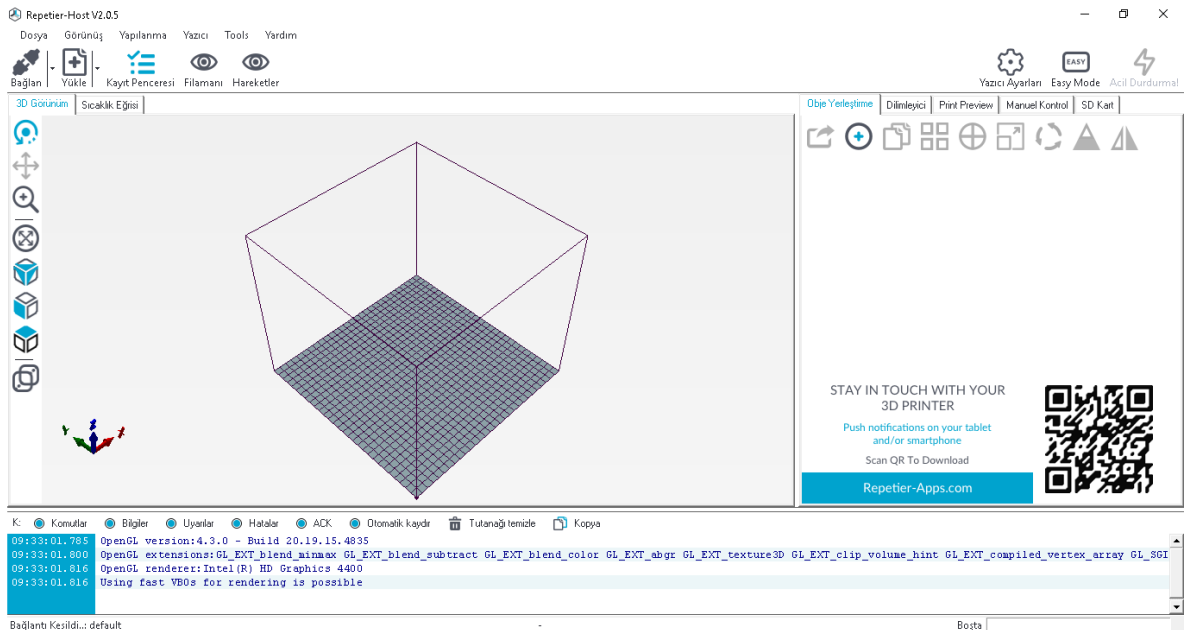 Repetier-Host V2.0.5
Dosya Görünüş Yapılanma Yazıcı Tools Yardım
Bağlan Yükle Kayıt Penceresi Filamanı Hareketler Yazıcı Ayarları Easy Mode Acil Durdurma!
EASY
3D Görünüm Sıcaklık Eğrisi
Obje Yerleştime Dilimleyici Print Preview Manuel Kontrol SD Kart
STAY IN TOUCH WITH YOUR
3D PRINTER
Push notifications on your tablet
and/or smartphone
Scan QR To Download
Repetier-Apps.com
Y Z X
K: Komutlar Bilgiler Uyarılar Hatalar ACK Otomatik kaydır Tutanağı temizle Kopya
09:33:01.785 OpenGL version:4.3.0 - Build 20.19.15.4835
09:33:01.800 OpenGL extensions:GL_EXT_blend_minmax GL_EXT_blend_subtract GL_EXT_blend_color GL_EXT_abgr GL_EXT_texture3D GL_EXT_clip_volume_hint GL_EXT_compiled_vertex_array GL_SGI
09:33:01.816 OpenGL renderer:Intel(R) HD Graphics 4400
09:33:01.816 Using fast VBOs for rendering is possible
Bağlantı Kesildi..: default - Boşta